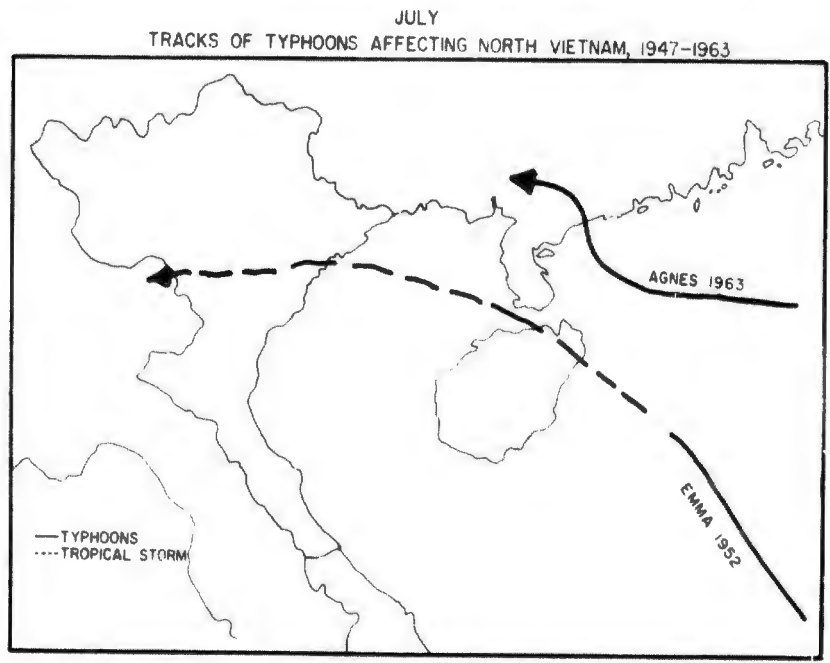 JULY
TRACKS OF TYPHOONS AFFECTING NORTH VIETNAM, 1947-1963
AGNES 1963
EMMA 1952
TYPHOONS
TROPICAL STORM